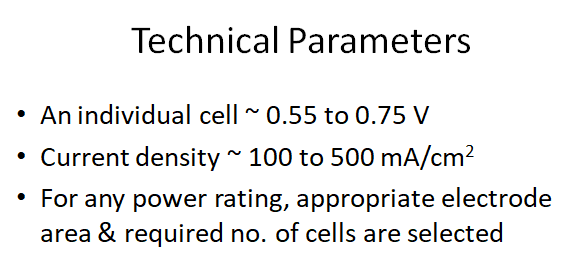 Technical Parameters
• An individual cell ~ 0.55 to 0.75 V
• Current density ~ 100 to 500 mA/cm²
• For any power rating, appropriate electrode
area & required no. of cells are selected